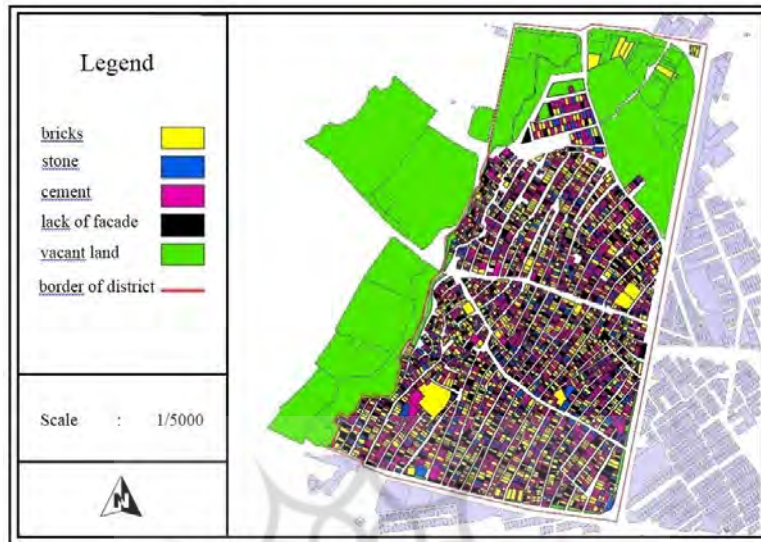 Legend
bricks
stone
cement
lack of facade
vacant land
border of district
Scale : 1/5000
N